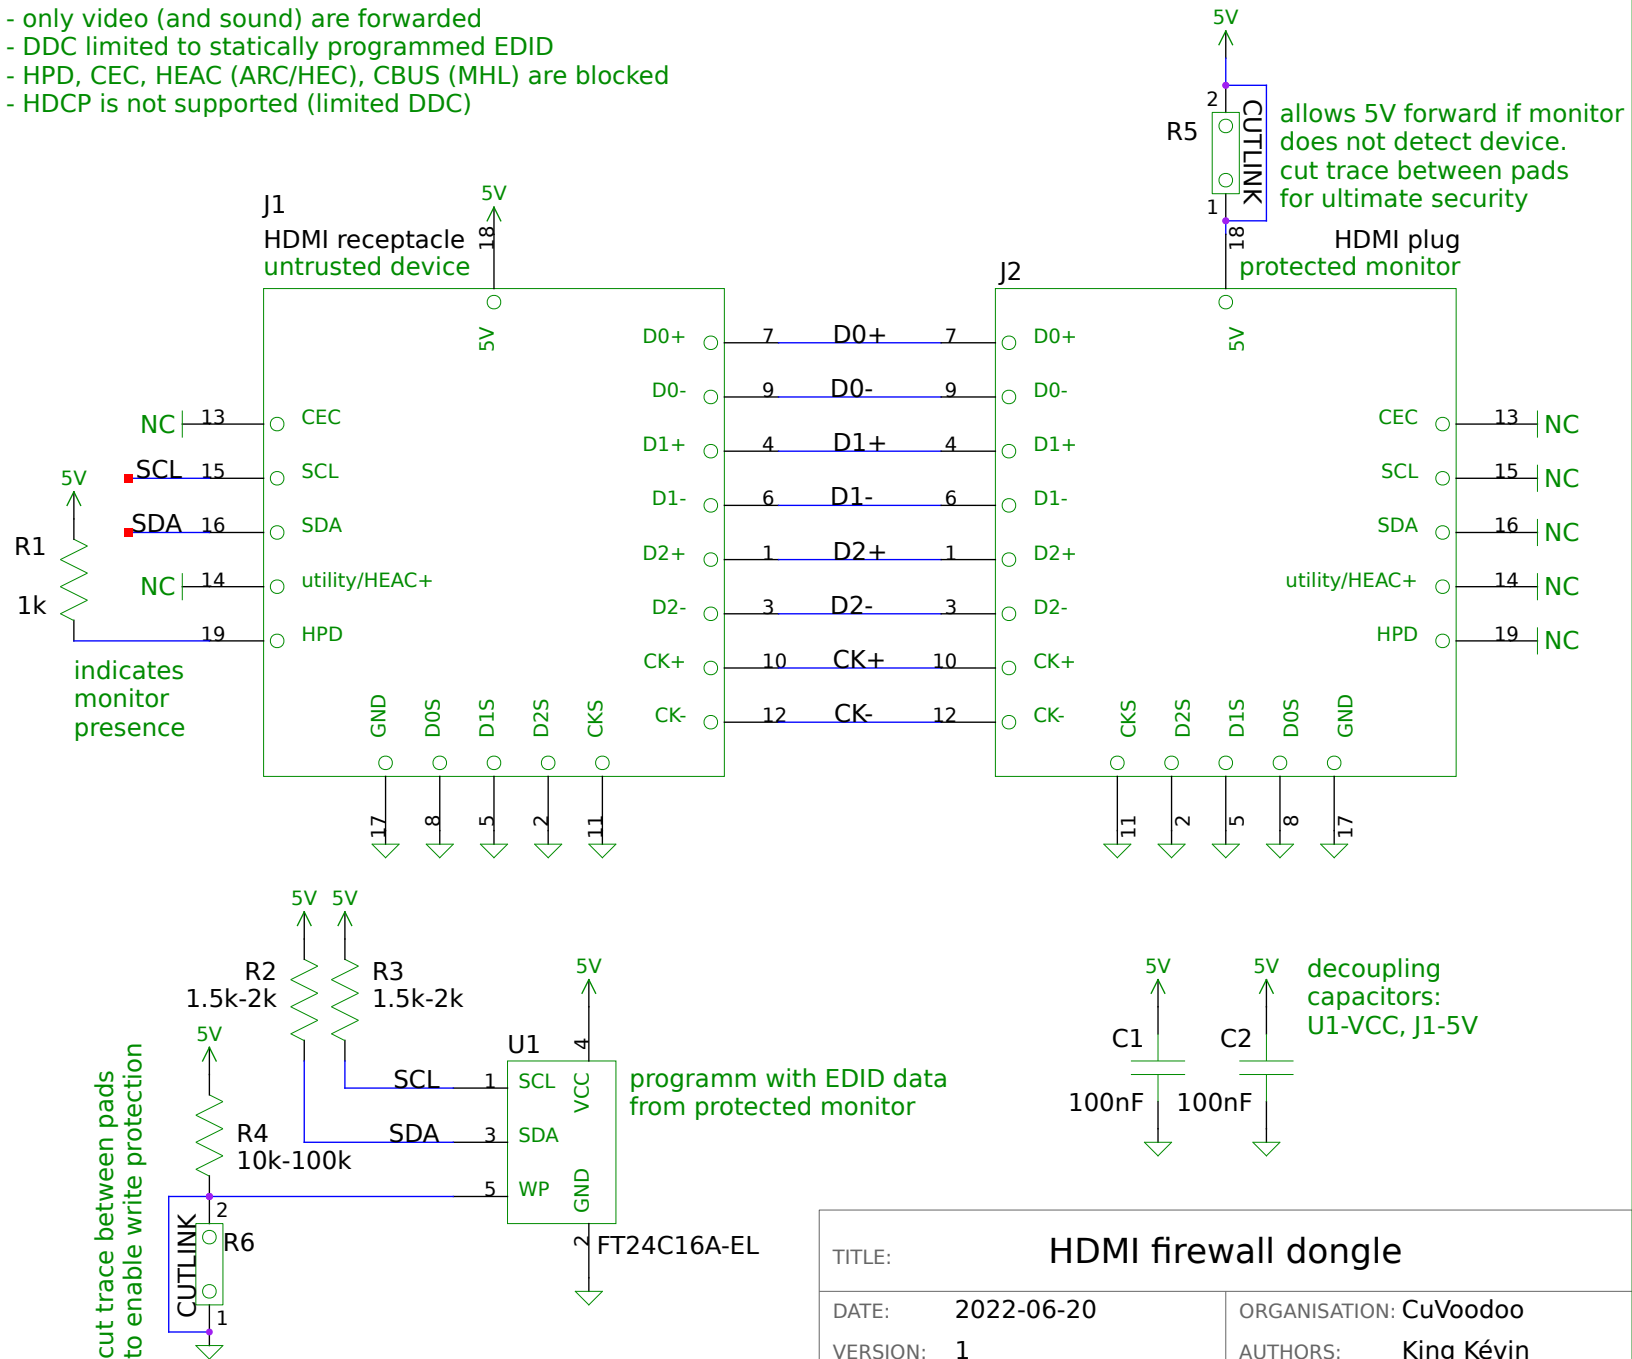 - only video (and sound) are forwarded
- DDC limited to statically programmed EDID
- HPD, CEC, HEAC (ARC/HEC), CBUS (MHL) are blocked
- HDCP is not supported (limited DDC)
5V
2
R5
CUTLINK
1
allows 5V forward if monitor
does not detect device.
cut trace between pads
for ultimate security
J1
HDMI receptacle
untrusted device
5V
18
5V
NC 13 CEC
SCL 15 SCL
SDA 16 SDA
NC 14 utility/HEAC+
19 HPD
5V
R1
1k
indicates
monitor
presence
D0+ 7 D0+ 7 D0+
D0- 9 D0- 9 D0-
D1+ 4 D1+ 4 D1+
D1- 6 D1- 6 D1-
D2+ 1 D2+ 1 D2+
D2- 3 D2- 3 D2-
CK+ 10 CK+ 10 CK+
CK- 12 CK- 12 CK-
GND D0S D1S D2S CKS
17 8 5 2 11
J2
HDMI plug
protected monitor
18
5V
CEC 13 NC
SCL 15 NC
SDA 16 NC
utility/HEAC+ 14 NC
HPD 19 NC
CKS D2S D1S D0S GND
11 2 5 8 17
5V 5V
R2
1.5k-2k
R3
1.5k-2k
5V
R4
10k-100k
2
R6
CUTLINK
1
cut trace between pads
to enable write protection
5V
4
U1
SCL 1 SCL
SDA 3 SDA
5 WP
VCC
GND
2
FT24C16A-EL
programm with EDID data
from protected monitor
5V
C1
100nF
5V
C2
100nF
decoupling
capacitors:
U1-VCC, J1-5V
TITLE: HDMI firewall dongle
DATE: 2022-06-20
ORGANISATION: CuVoodoo
VERSION: 1
AUTHORS: King Kévin